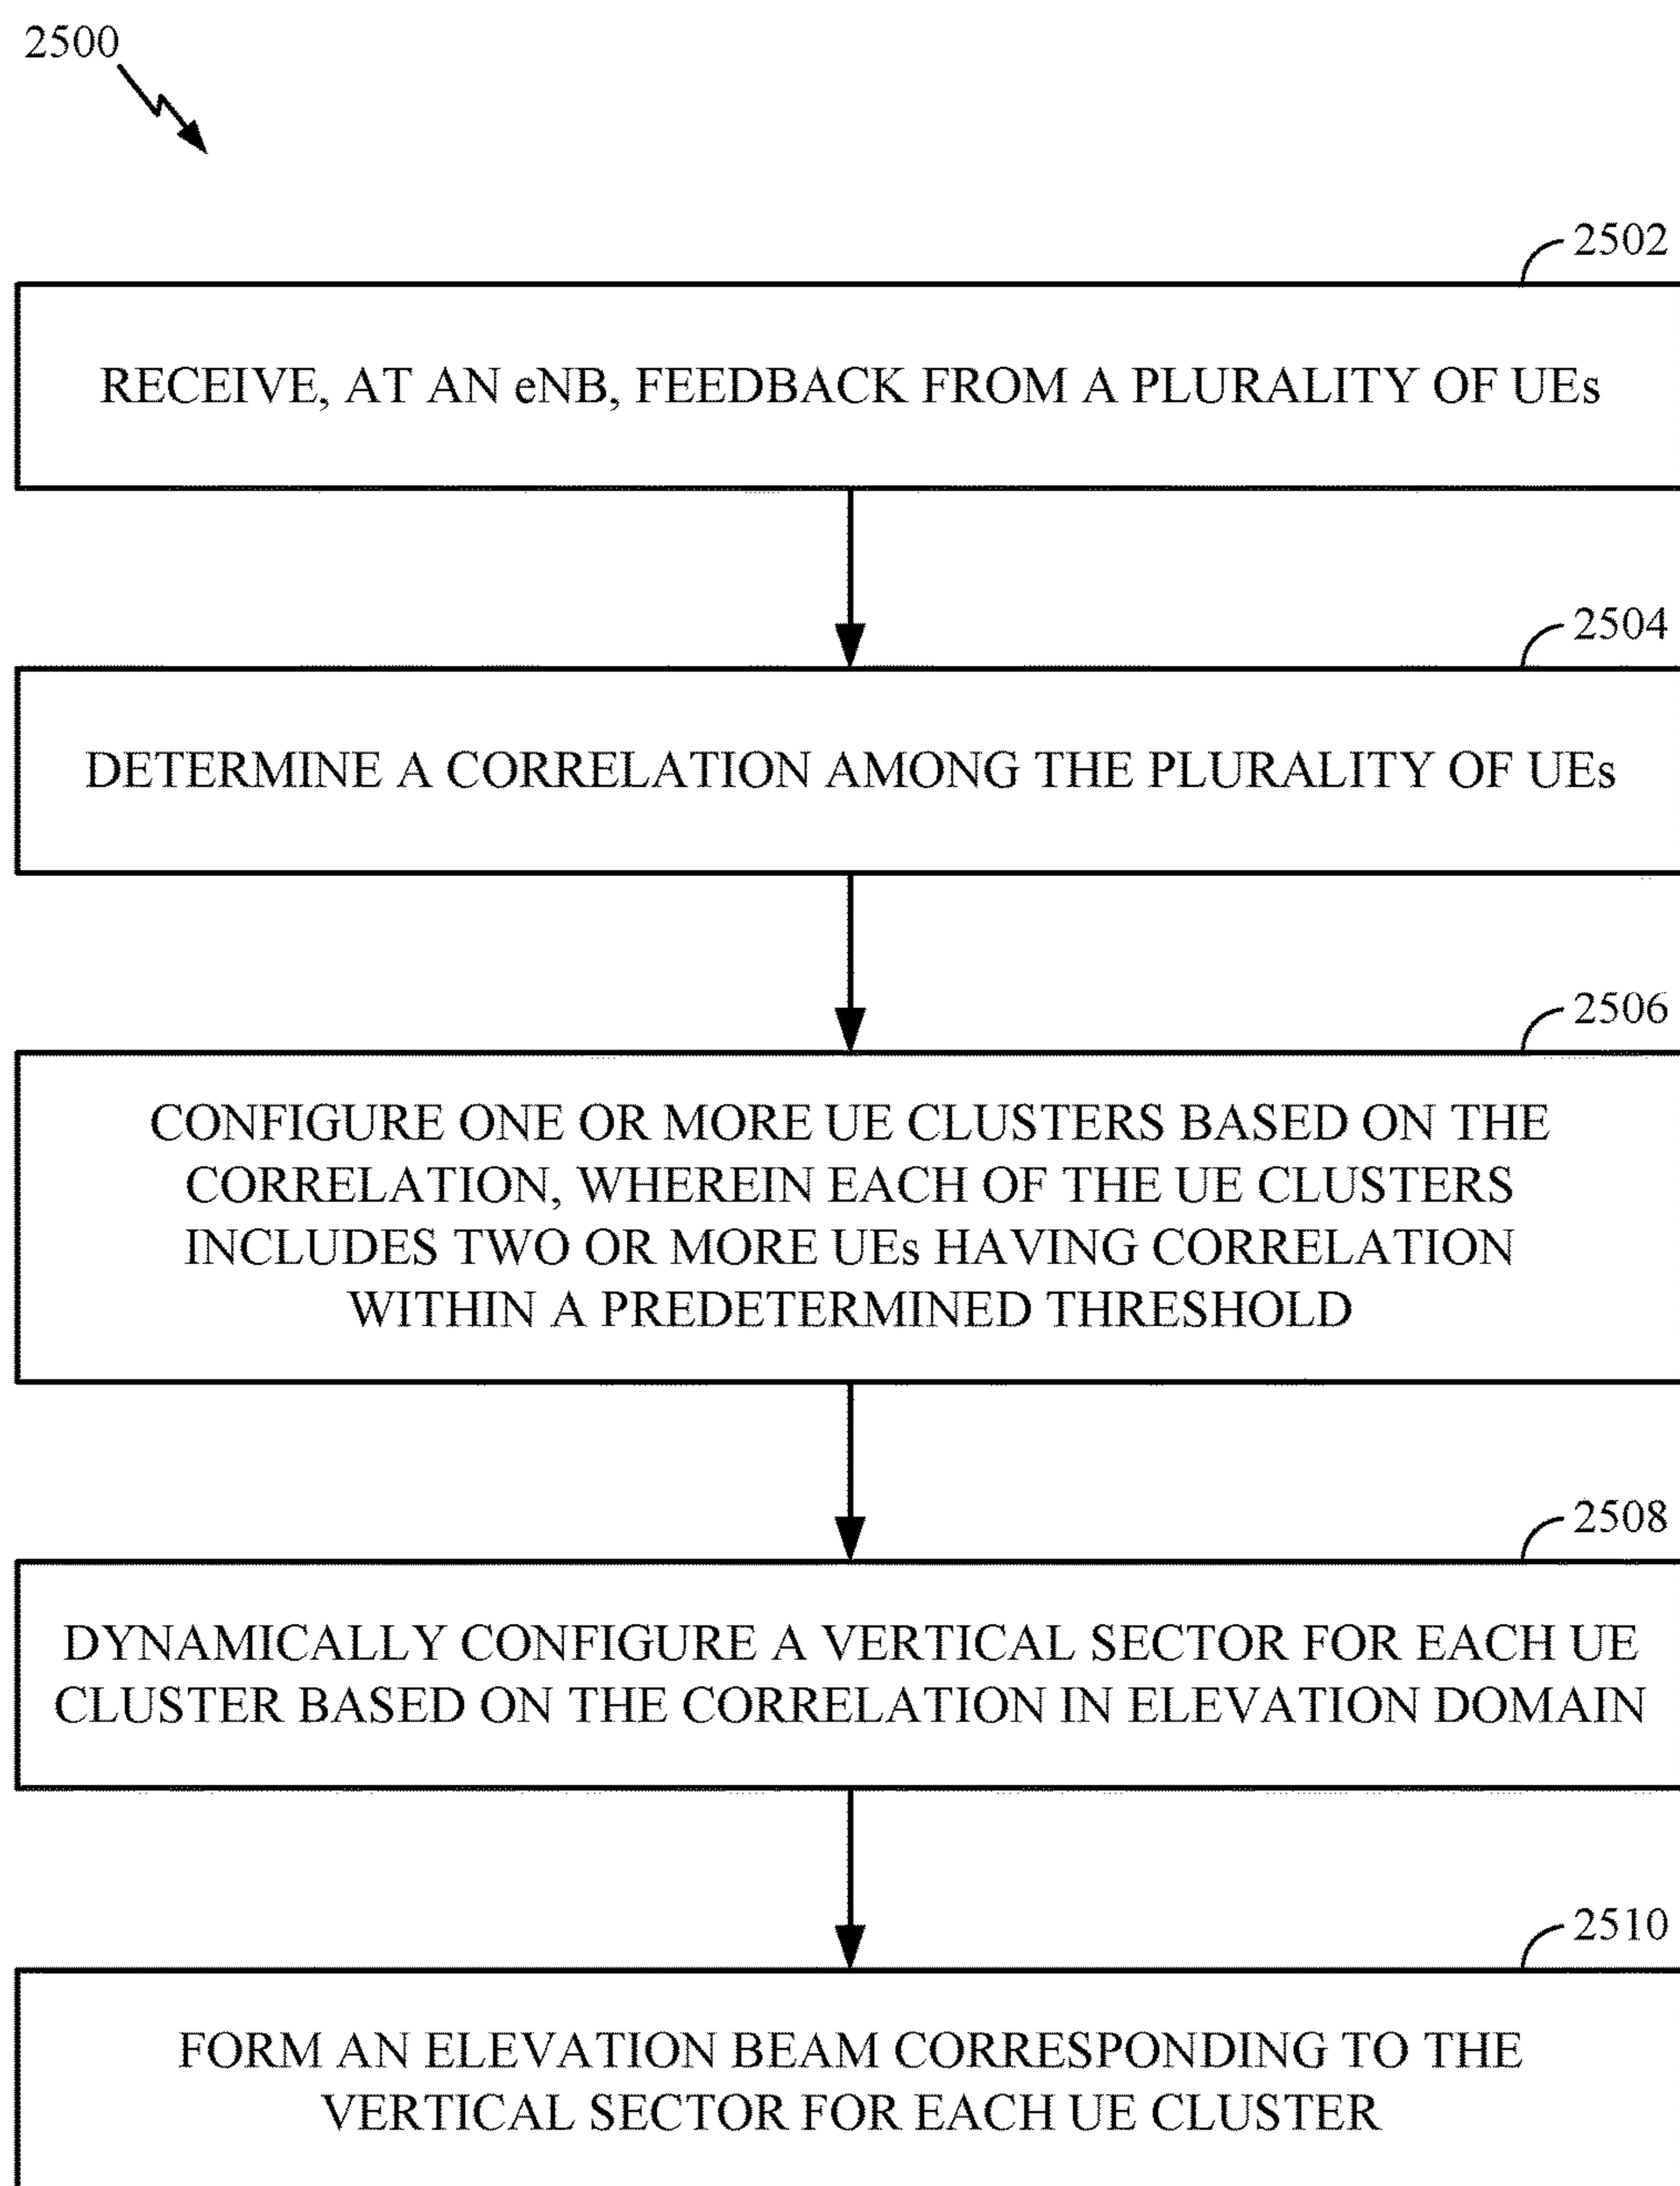 2500
2502
RECEIVE, AT AN eNB, FEEDBACK FROM A PLURALITY OF UEs
2504
DETERMINE A CORRELATION AMONG THE PLURALITY OF UEs
2506
CONFIGURE ONE OR MORE UE CLUSTERS BASED ON THE
CORRELATION, WHEREIN EACH OF THE UE CLUSTERS
INCLUDES TWO OR MORE UEs HAVING CORRELATION
WITHIN A PREDETERMINED THRESHOLD
2508
DYNAMICALLY CONFIGURE A VERTICAL SECTOR FOR EACH UE
CLUSTER BASED ON THE CORRELATION IN ELEVATION DOMAIN
2510
FORM AN ELEVATION BEAM CORRESPONDING TO THE
VERTICAL SECTOR FOR EACH UE CLUSTER